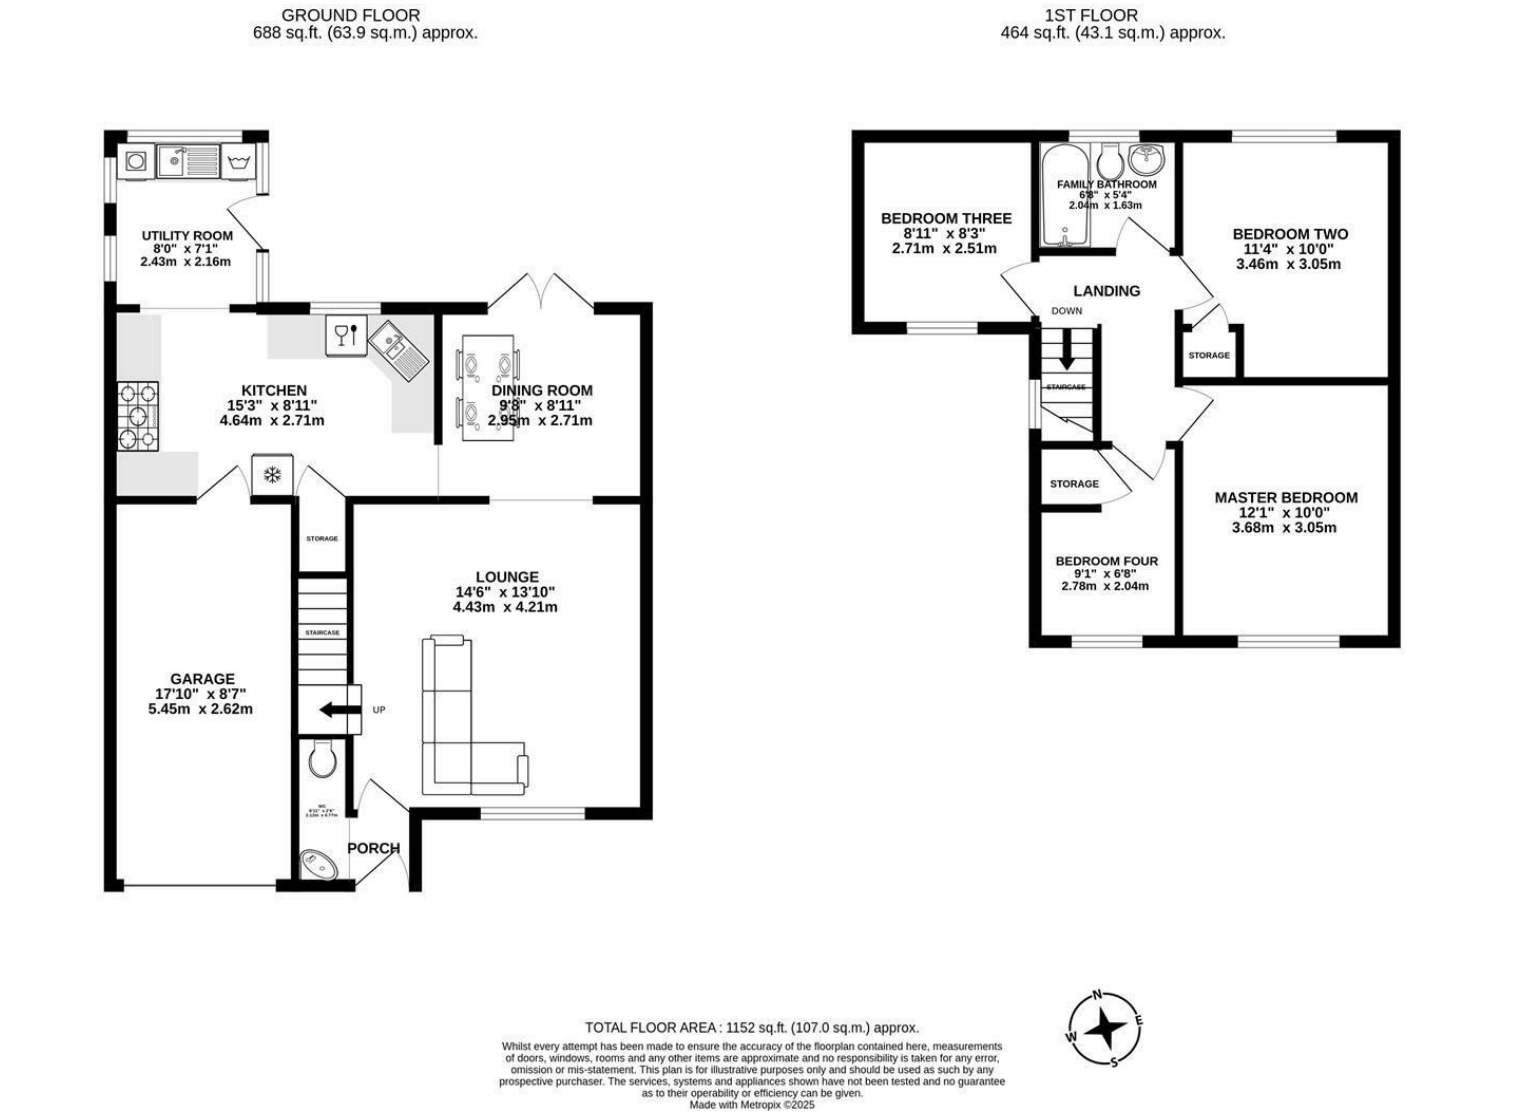 GROUND FLOOR
688 sq.ft. (63.9 sq.m.) approx.
1ST FLOOR
464 sq.ft. (43.1 sq.m.) approx.
UTILITY ROOM
8'0" x 7'1"
2.43m x 2.16m
KITCHEN
15'3" x 8'11"
4.64m x 2.71m
DINING ROOM
9'8" x 8'11"
2.95m x 2.71m
STORAGE
LOUNGE
14'6" x 13'10"
4.43m x 4.21m
STAIRCASE
GARAGE
17'10" x 8'7"
5.45m x 2.62m
UP
WC
PORCH
BEDROOM THREE
8'11" x 8'3"
2.71m x 2.51m
FAMILY BATHROOM
6'8" x 5'4"
2.04m x 1.63m
BEDROOM TWO
11'4" x 10'0"
3.46m x 3.05m
LANDING
DOWN
STORAGE
STAIRCASE
STORAGE
MASTER BEDROOM
12'1" x 10'0"
3.68m x 3.05m
BEDROOM FOUR
9'1" x 6'8"
2.78m x 2.04m
N
E
W
S
TOTAL FLOOR AREA : 1152 sq.ft. (107.0 sq.m.) approx.
Whilst every attempt has been made to ensure the accuracy of the floorplan contained here, measurements
of doors, windows, rooms and any other items are approximate and no responsibility is taken for any error,
omission or mis-statement. This plan is for illustrative purposes only and should be used as such by any
prospective purchaser. The services, systems and appliances shown have not been tested and no guarantee
as to their operability or efficiency can be given.
Made with Metropix ©2025